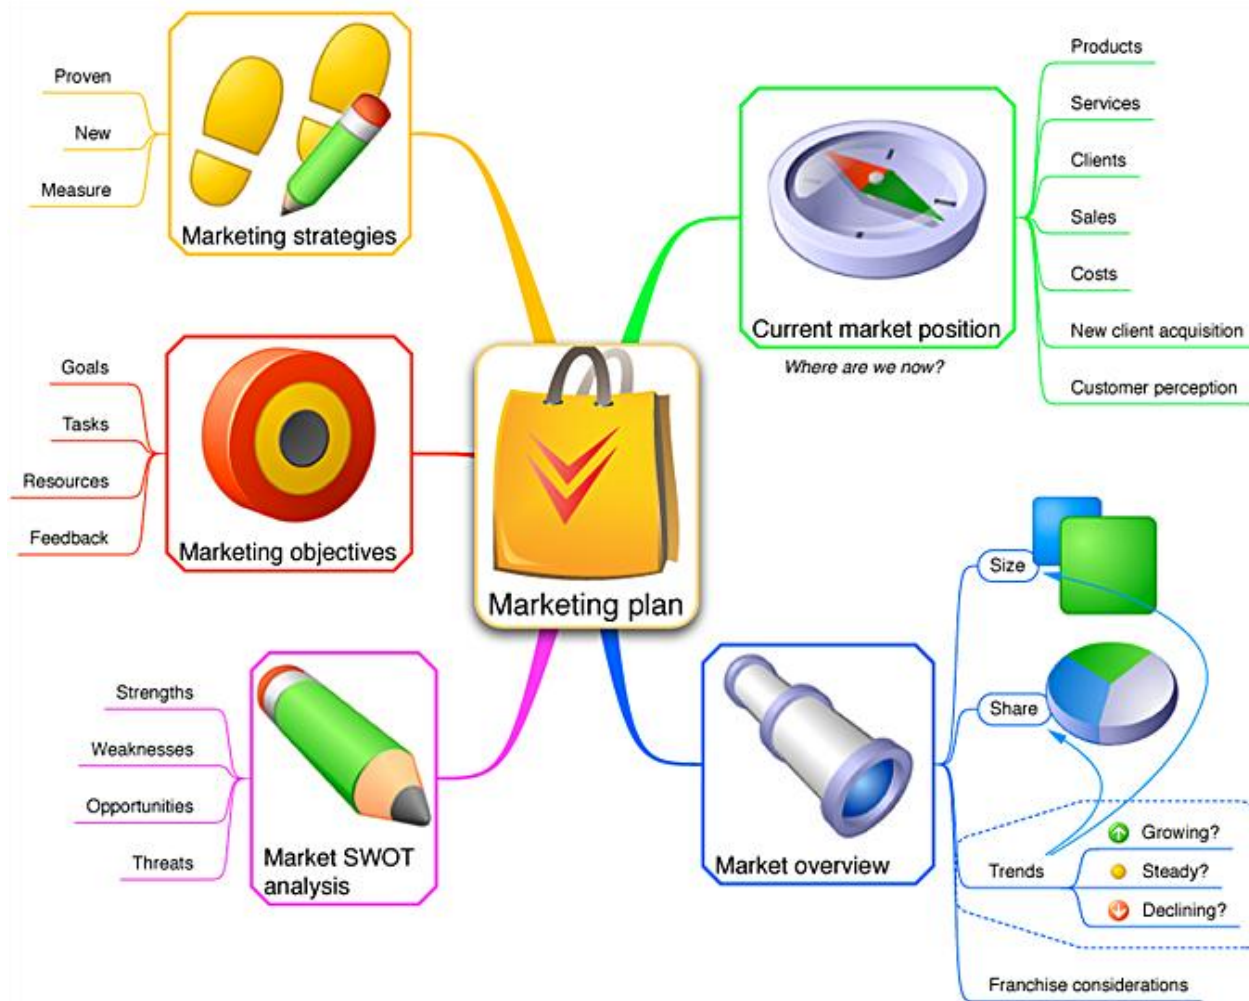 Proven
New
Measure
Marketing strategies
Goals
Tasks
Resources
Feedback
Marketing objectives
Strengths
Weaknesses
Opportunities
Threats
Market SWOT
analysis
Marketing plan
Current market position
Where are we now?
Products
Services
Clients
Sales
Costs
New client acquisition
Customer perception
Market overview
Size
Share
Trends
Growing?
Steady?
Declining?
Franchise considerations